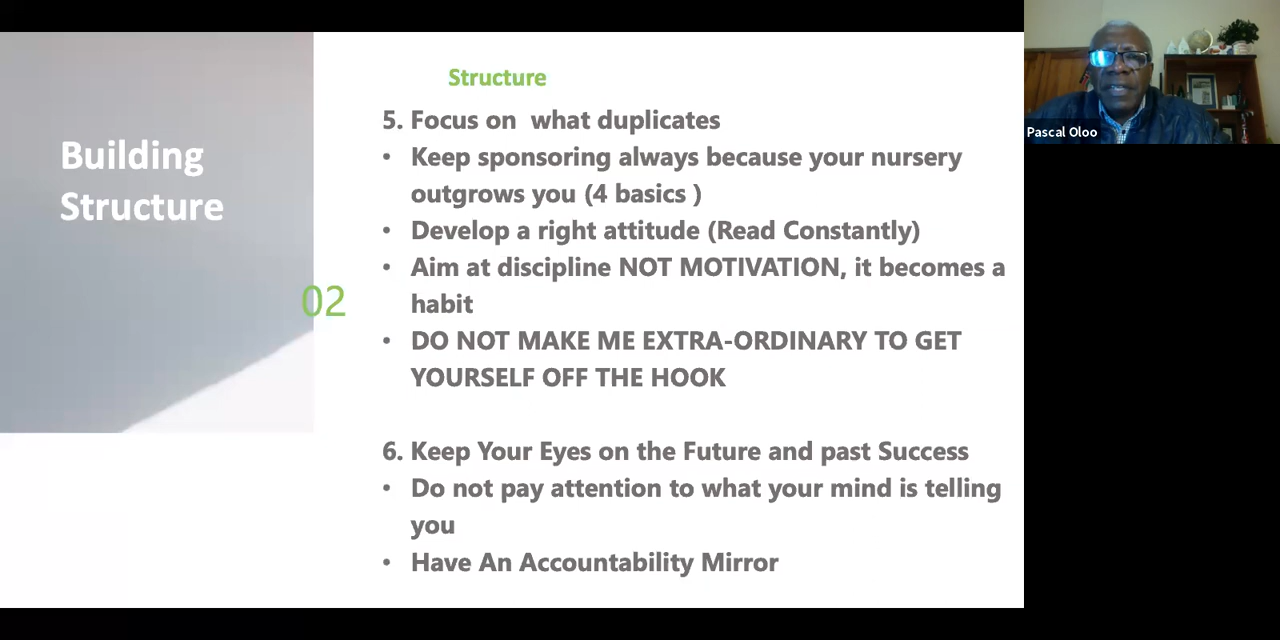 Building
Structure
02
Structure
5. Focus on what duplicates
• Keep sponsoring always because your nursery
outgrows you (4 basics )
• Develop a right attitude (Read Constantly)
• Aim at discipline NOT MOTIVATION, it becomes a
habit
• DO NOT MAKE ME EXTRA-ORDINARY TO GET
YOURSELF OFF THE HOOK
6. Keep Your Eyes on the Future and past Success
• Do not pay attention to what your mind is telling
you
• Have An Accountability Mirror
Pascal Oloo